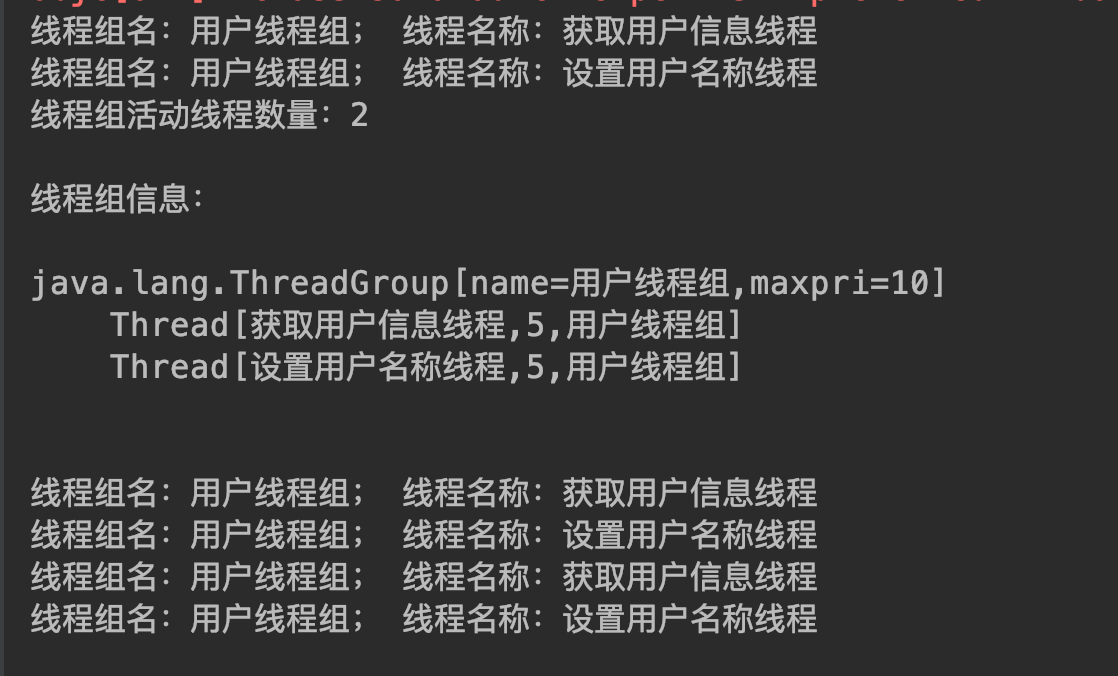 线程组名：用户线程组； 线程名称：获取用户信息线程
线程组名：用户线程组； 线程名称：设置用户名称线程
线程组活动线程数量：2
线程组信息：
java.lang.ThreadGroup[name=用户线程组,maxpri=10]
    Thread[获取用户信息线程,5,用户线程组]
    Thread[设置用户名称线程,5,用户线程组]
线程组名：用户线程组； 线程名称：获取用户信息线程
线程组名：用户线程组； 线程名称：设置用户名称线程
线程组名：用户线程组； 线程名称：获取用户信息线程
线程组名：用户线程组； 线程名称：设置用户名称线程